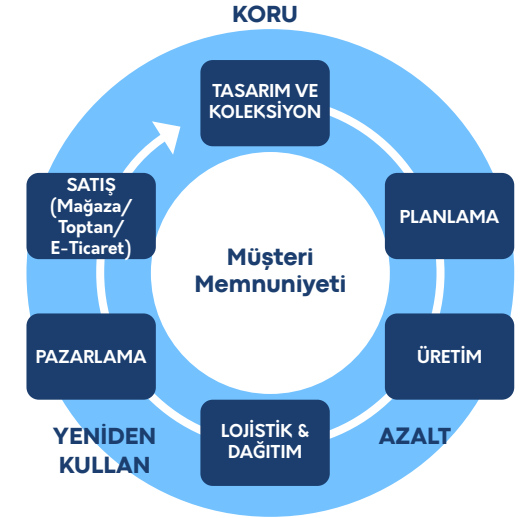 KORU
TASARIM VE
KOLEKSİYON
PLANLAMA
ÜRETİM
AZALT
LOJİSTİK &
DAĞITIM
YENİDEN
KULLAN
PAZARLAMA
SATIŞ
(Mağaza/
Toptan/
E-Ticaret)
Müşteri
Memnuniyeti